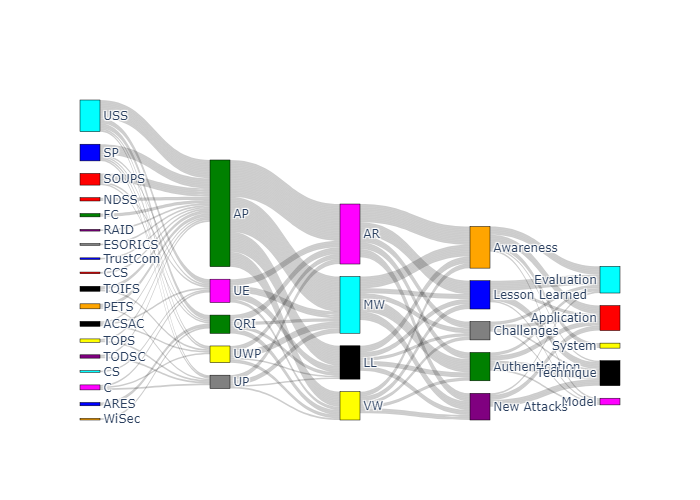 USS
SP
SOUPS
NDSS
FC
RAID
ESORICS
TrustCom
CCS
TOIFS
PETS
ACSAC
TOPS
TODSC
CS
C
ARES
WiSec
AP
UE
QRI
UWP
UP
AR
MW
LL
VW
Awareness
Lesson Learned
Challenges
Authentication
New Attacks
Evaluation
Application
System
Technique
Model